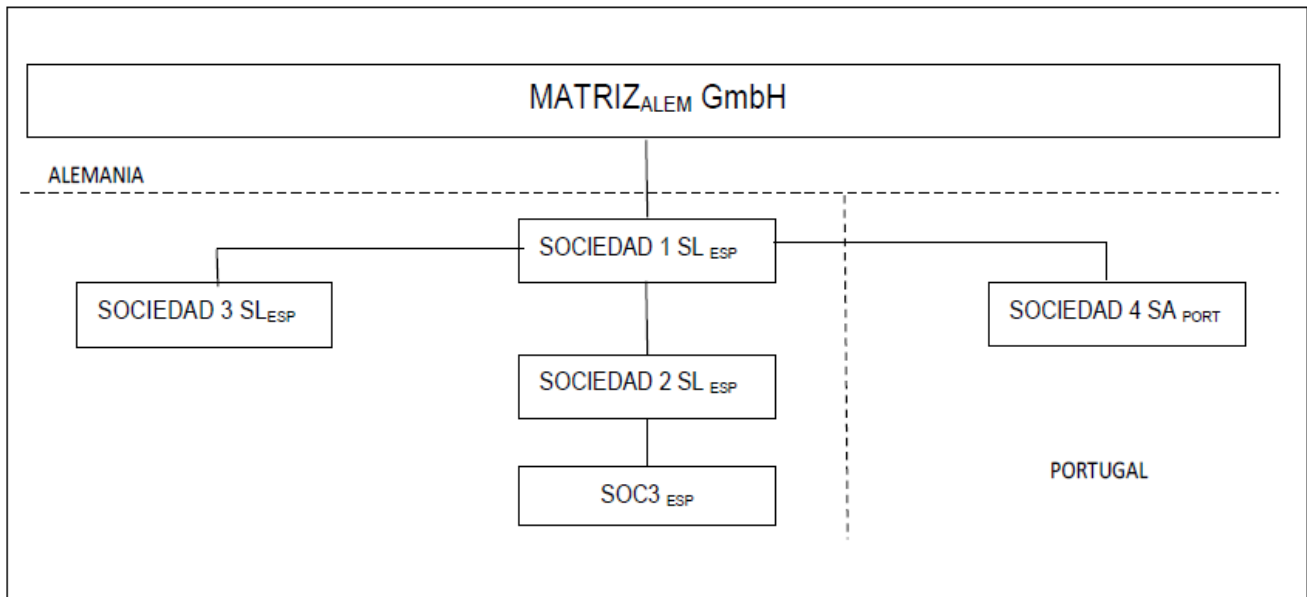 MATRIZALEM GmbH
ALEMANIA
SOCIEDAD 1 SL ESP
SOCIEDAD 3 SLESP
SOCIEDAD 4 SA PORT
SOCIEDAD 2 SL ESP
SOC3 ESP
PORTUGAL